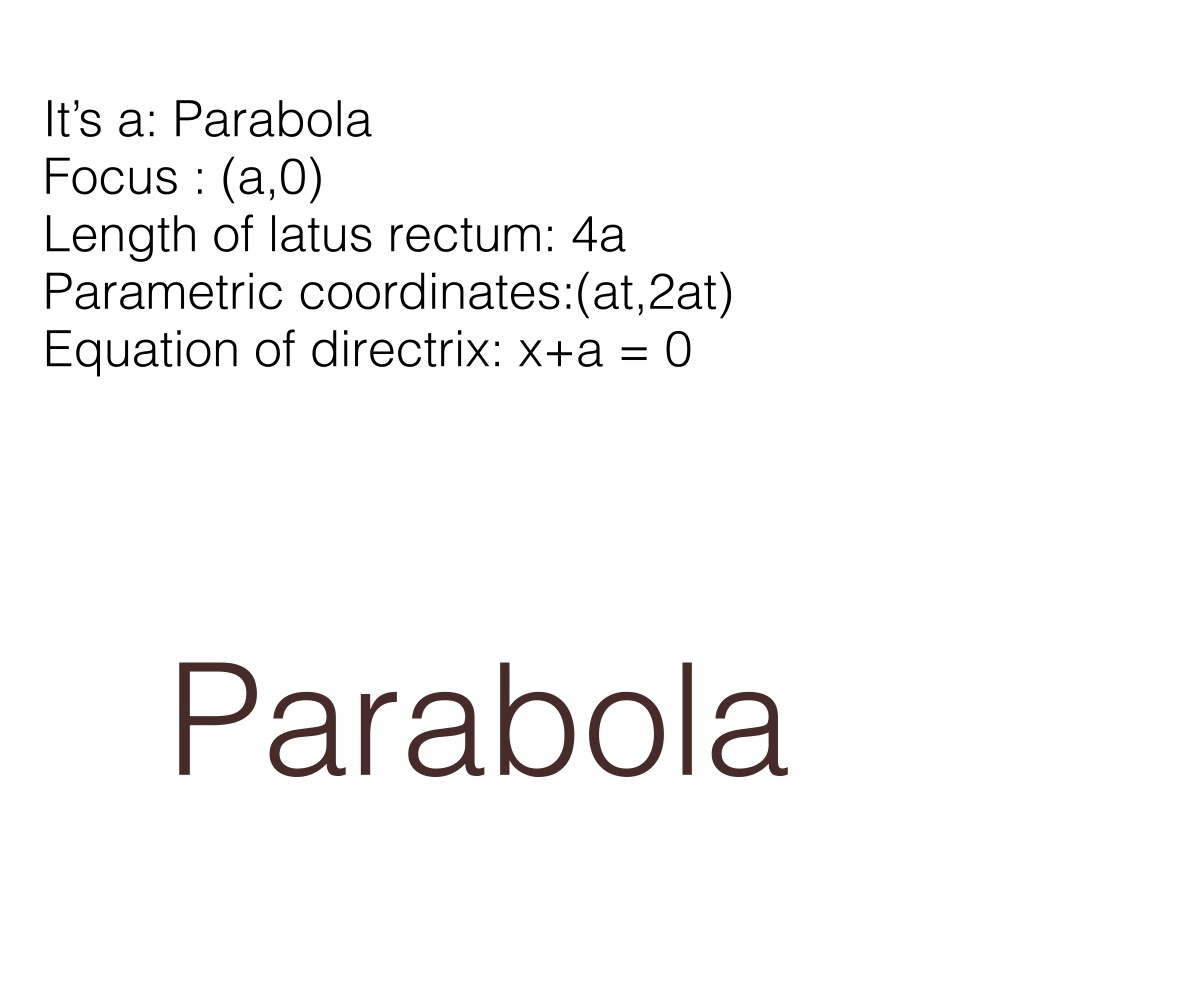 It’s a: Parabola
Focus : (a,0)
Length of latus rectum: 4a
Parametric coordinates:(at,2at)
Equation of directrix: x+a = 0
Parabola